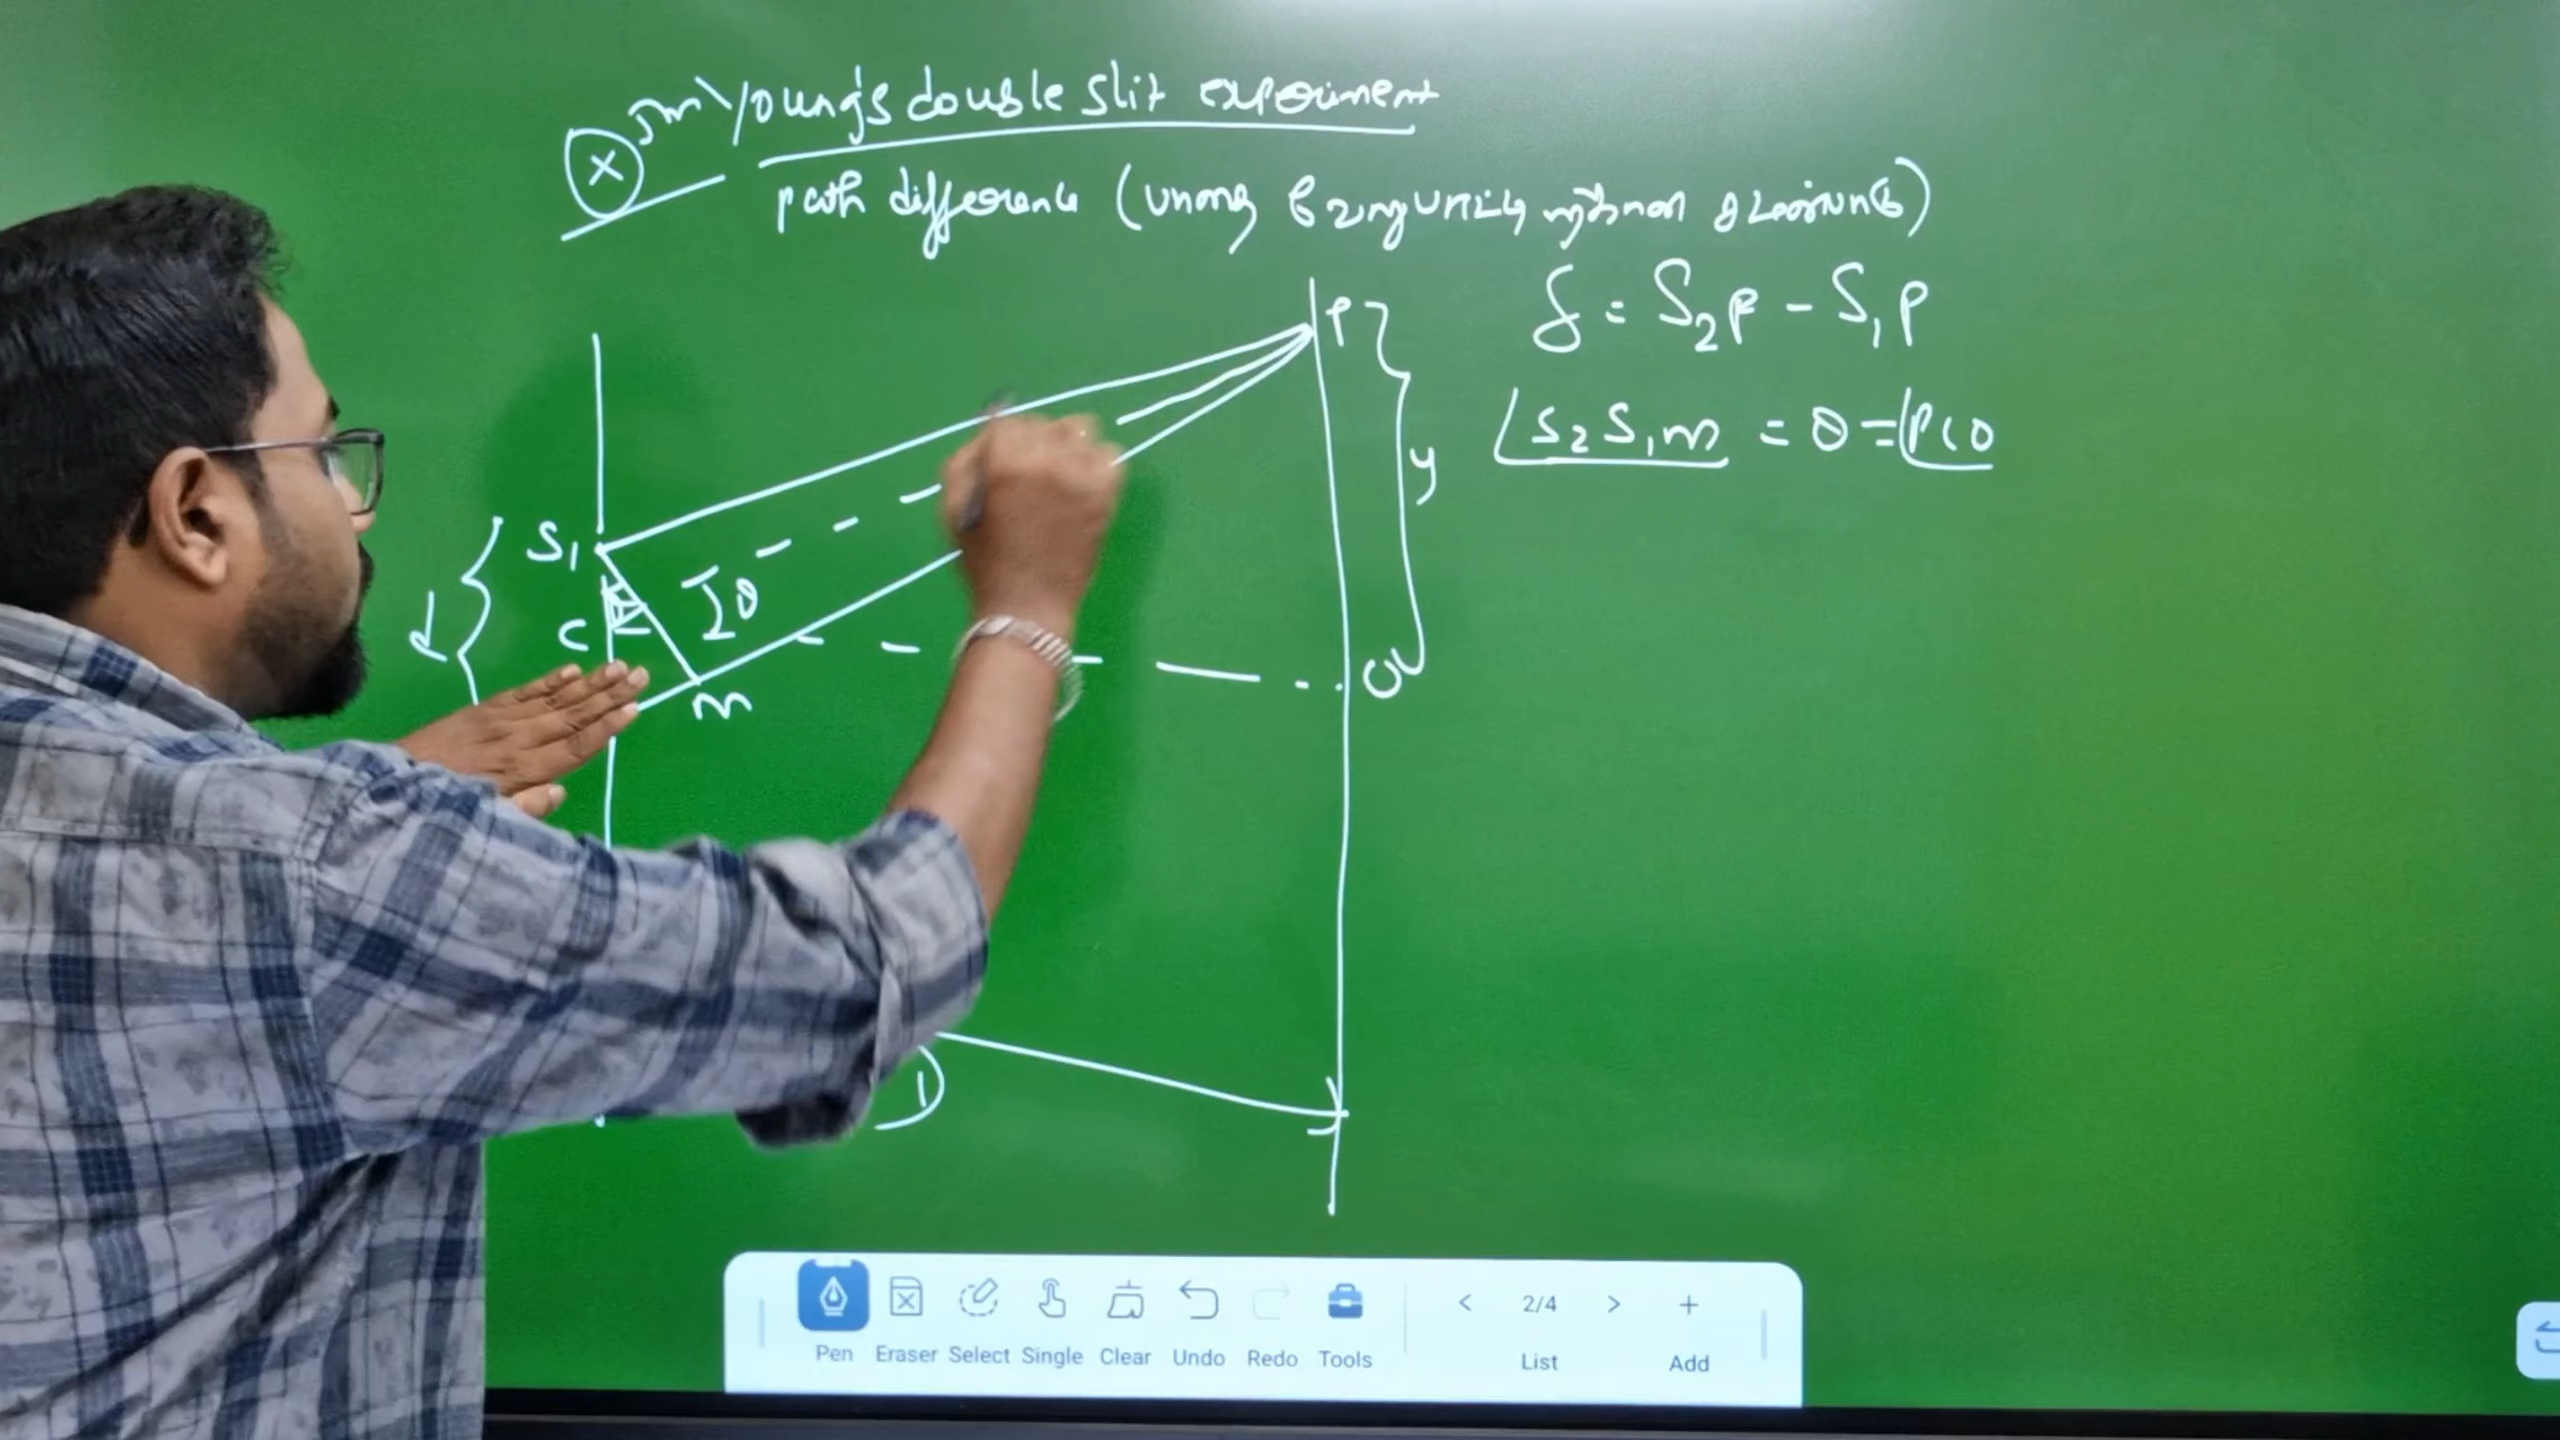 5m Young's double slit experiment
path difference (பாதை வேறுபாட்டிற்கான
δ = S₂P - S₁P
∠S₂S₁m = θ = ∠PCO
P
y
S₁
d
C
θ
m
O
D
Pen Eraser Select Single Clear Undo Redo Tools
< 2/4 > +
List Add